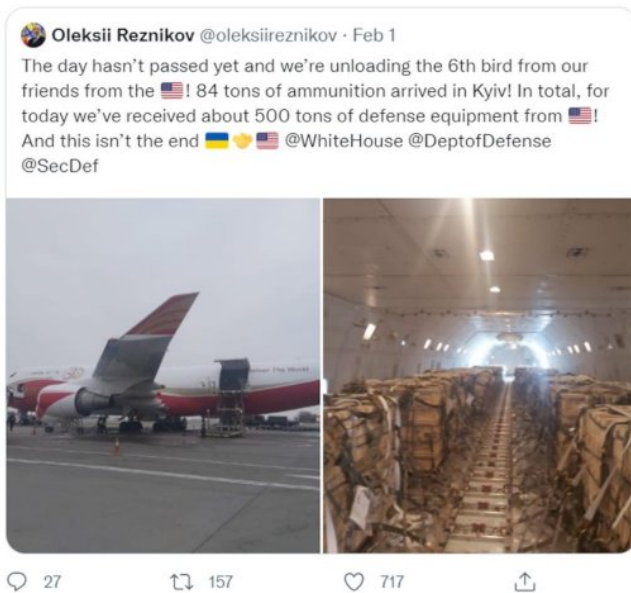 Oleksii Reznikov @oleksiireznikov · Feb 1
The day hasn't passed yet and we're unloading the 6th bird from our
friends from the 🇺🇸! 84 tons of ammunition arrived in Kyiv! In total, for
today we've received about 500 tons of defense equipment from 🇺🇸!
And this isn't the end 🇺🇦🤝🇺🇸 @WhiteHouse @DeptofDefense
@SecDef
The World
27 157 717